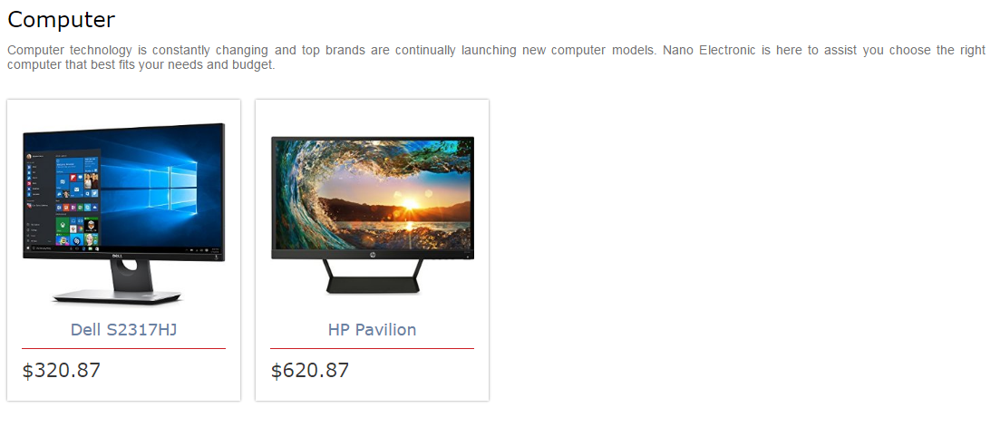 Computer
Computer technology is constantly changing and top brands are continually launching new computer models. Nano Electronic is here to assist you choose the right
computer that best fits your needs and budget.
DELL
hp
Dell S2317HJ
HP Pavilion
$320.87
$620.87